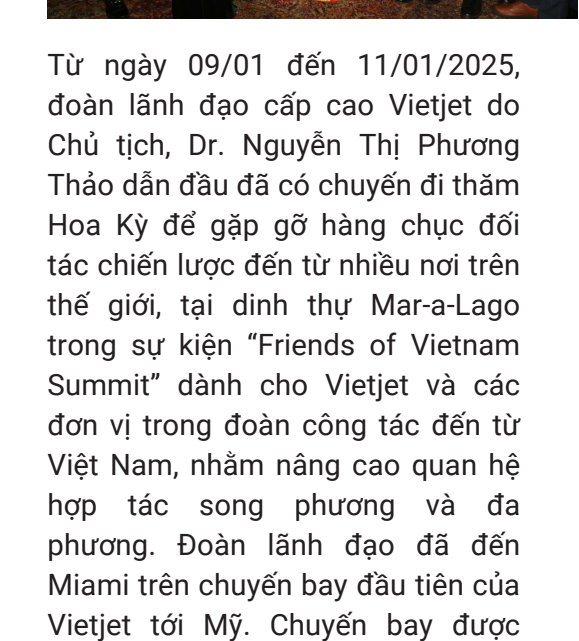 Từ ngày 09/01 đến 11/01/2025,
đoàn lãnh đạo cấp cao Vietjet do
Chủ tịch, Dr. Nguyễn Thị Phương
Thảo dẫn đầu đã có chuyến đi thăm
Hoa Kỳ để gặp gỡ hàng chục đối
tác chiến lược đến từ nhiều nơi trên
thế giới, tại dinh thự Mar-a-Lago
trong sự kiện “Friends of Vietnam
Summit” dành cho Vietjet và các
đơn vị trong đoàn công tác đến từ
Việt Nam, nhằm nâng cao quan hệ
hợp tác song phương và đa
phương. Đoàn lãnh đạo đã đến
Miami trên chuyến bay đầu tiên của
Vietjet tới Mỹ. Chuyến bay được